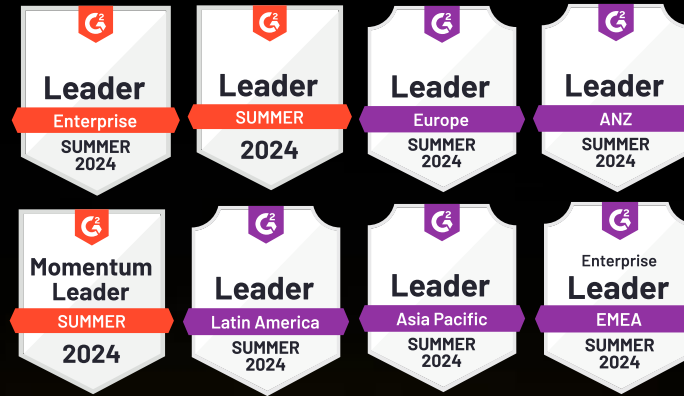 G2
Leader
Enterprise
SUMMER
2024
G2
Leader
SUMMER
2024
G2
Leader
Europe
SUMMER
2024
G2
Leader
ANZ
SUMMER
2024
G2
Momentum
Leader
SUMMER
2024
G2
Leader
Latin America
SUMMER
2024
G2
Leader
Asia Pacific
SUMMER
2024
G2
Enterprise
Leader
EMEA
SUMMER
2024